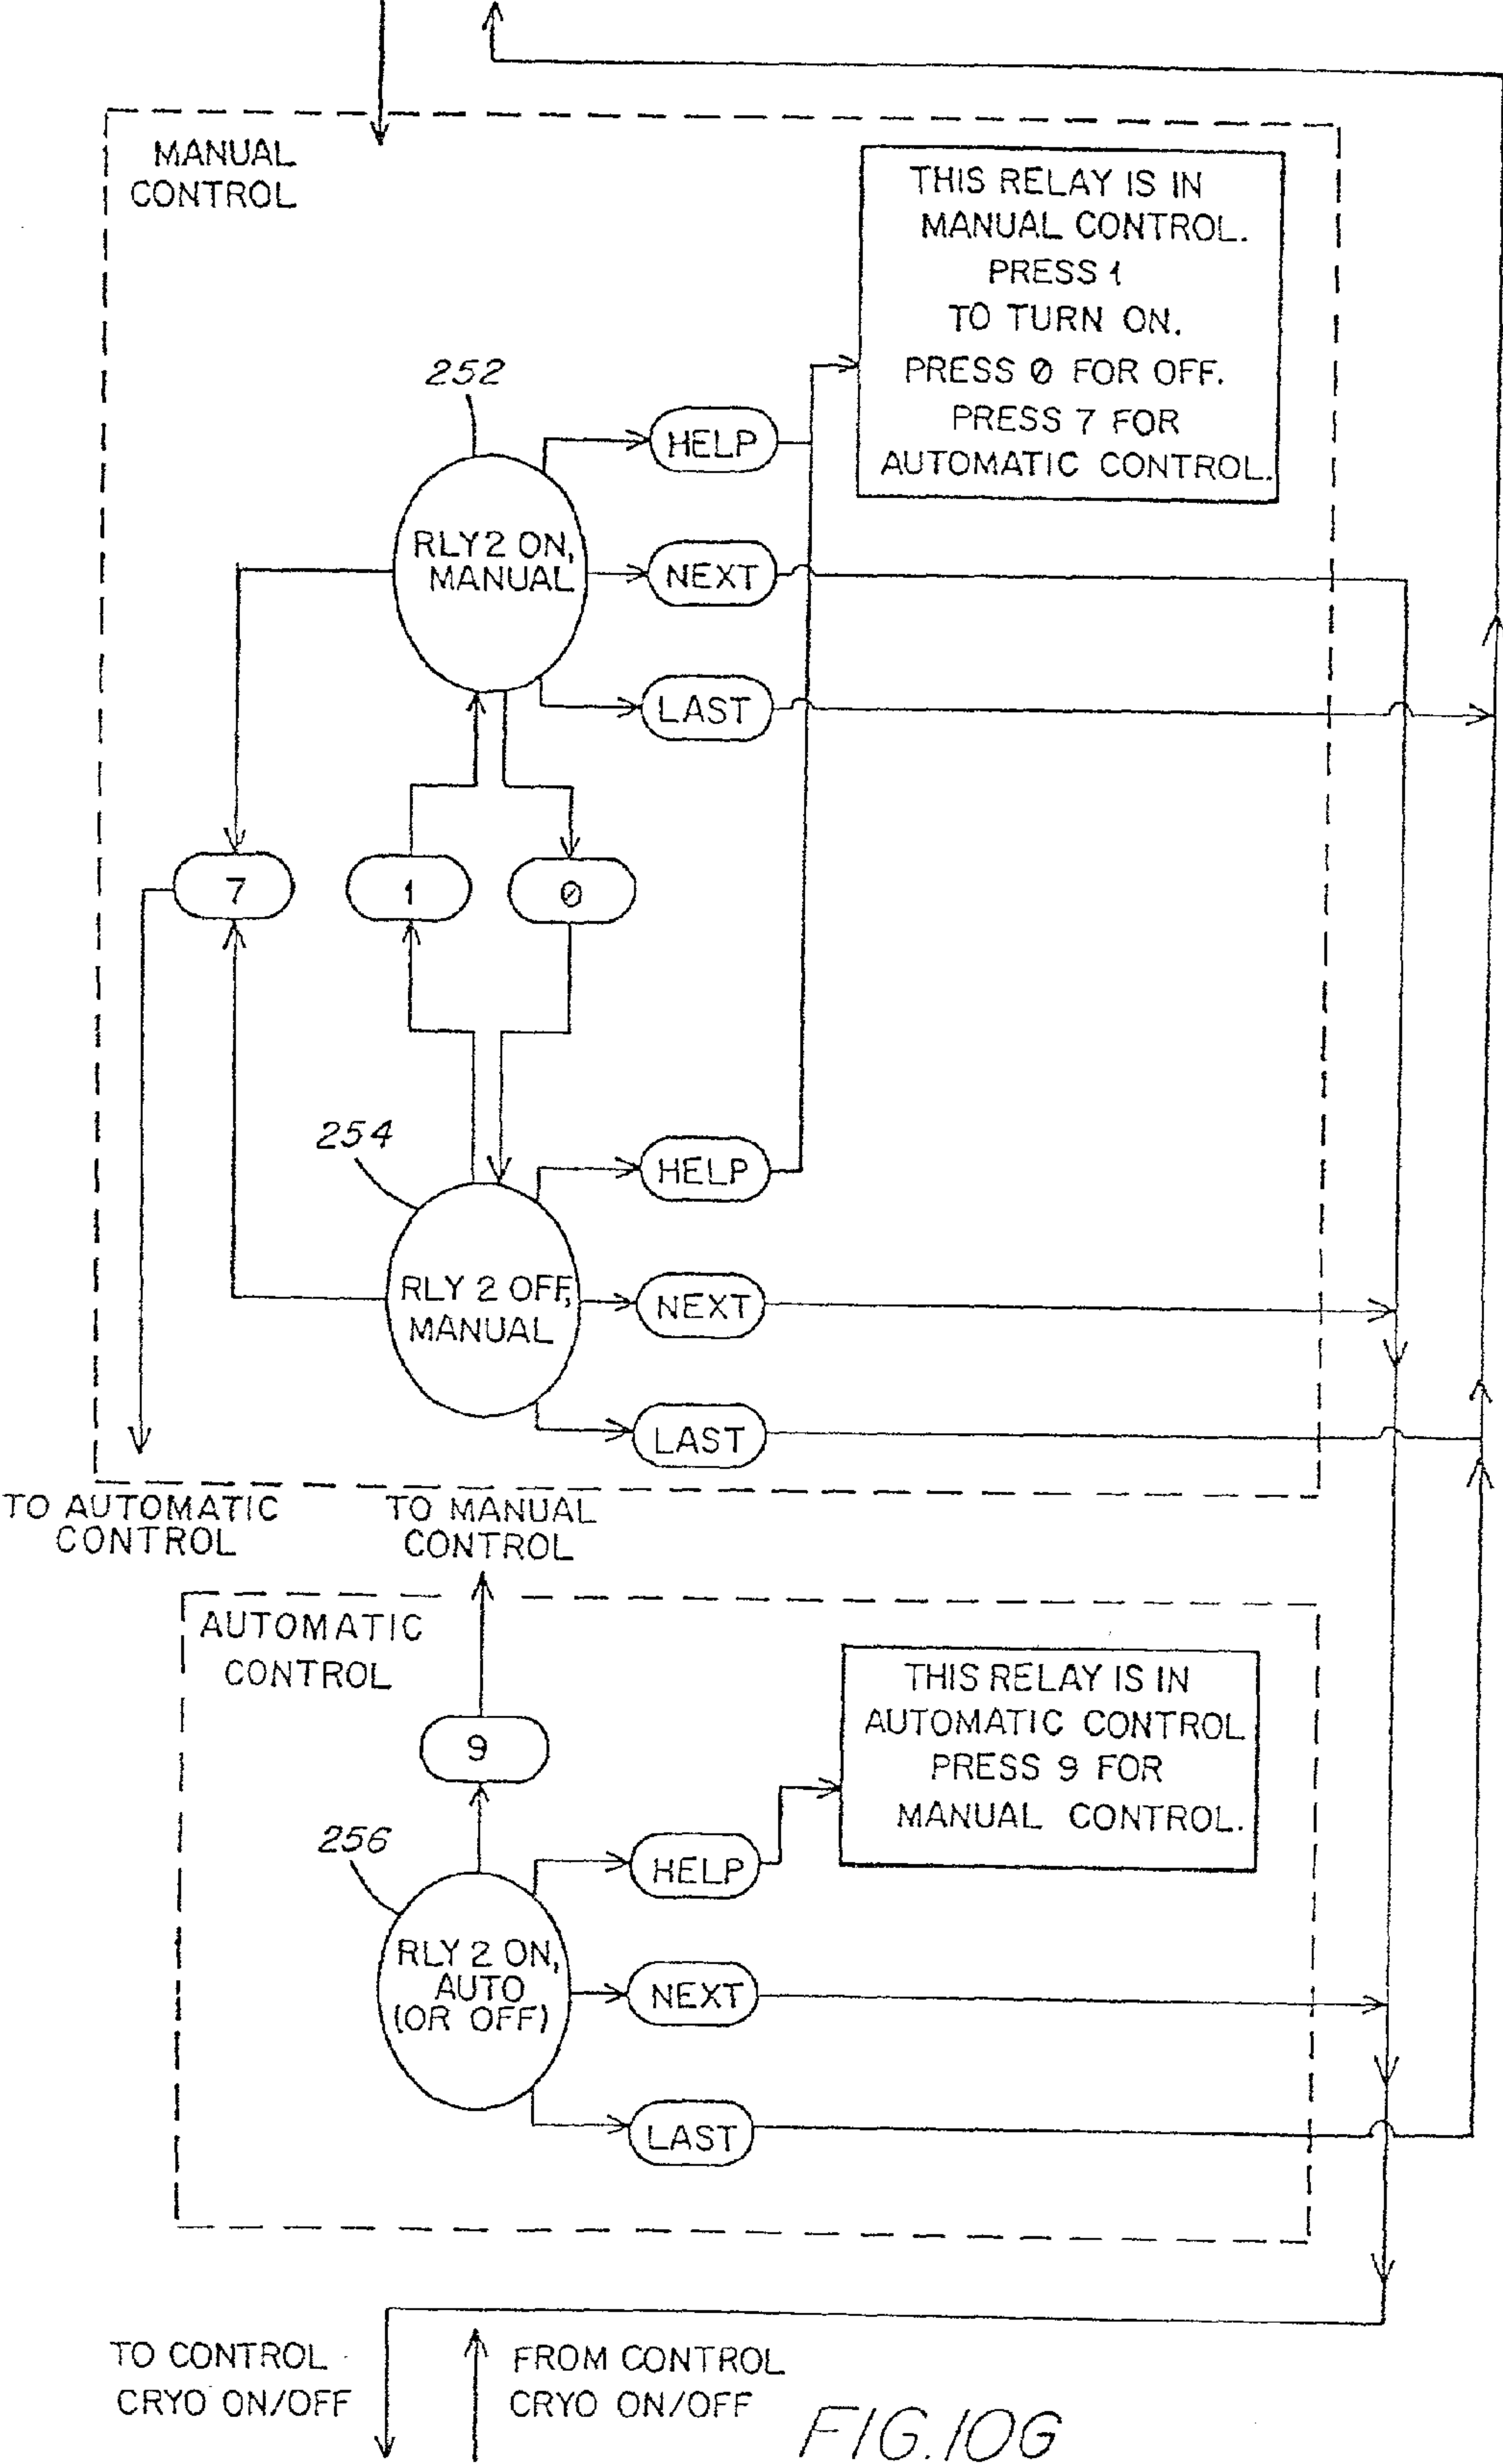 MANUAL
CONTROL
THIS RELAY IS IN
MANUAL CONTROL.
PRESS 1
TO TURN ON.
PRESS 0 FOR OFF.
PRESS 7 FOR
AUTOMATIC CONTROL.
252
HELP
RLY2 ON,
MANUAL
NEXT
LAST
7
1
0
254
HELP
RLY 2 OFF,
MANUAL
NEXT
LAST
TO AUTOMATIC
CONTROL
TO MANUAL
CONTROL
AUTOMATIC
CONTROL
THIS RELAY IS IN
AUTOMATIC CONTROL
PRESS 9 FOR
MANUAL CONTROL.
9
256
HELP
RLY 2 ON,
AUTO
(OR OFF)
NEXT
LAST
TO CONTROL
CRYO ON/OFF
FROM CONTROL
CRYO ON/OFF
FIG.10G